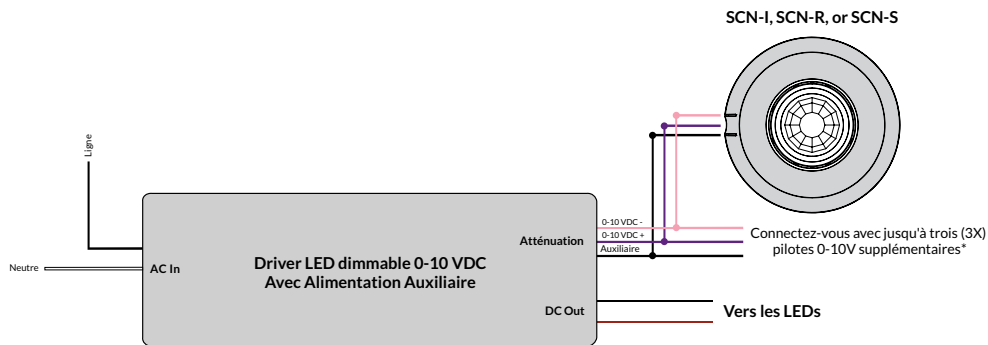 SCN-I, SCN-R, or SCN-S
Ligne
Neutre
AC In
Driver LED dimmable 0-10 VDC
Avec Alimentation Auxiliaire
Atténuation
0-10 VDC -
0-10 VDC +
Auxiliaire
Connectez-vous avec jusqu'à trois (3X)
pilotes 0-10V supplémentaires*
DC Out
Vers les LEDs